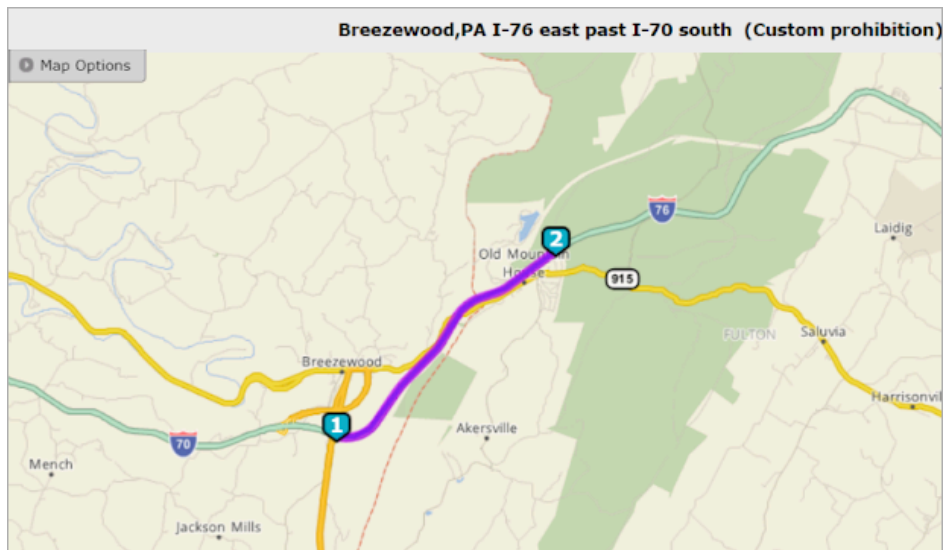 Breezewood,PA I-76 east past I-70 south (Custom prohibition)
Map Options
76
Laidig
2
Old Mountain
House
915
FULTON
Saluvia
Breezewood
Harrisonvil
1
Akersville
70
Mench
Jackson Mills